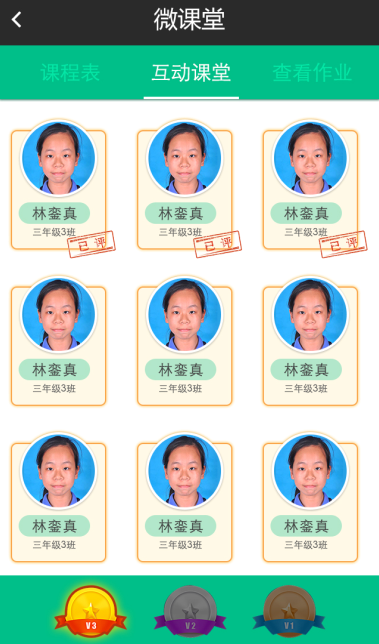 微课堂
课程表 互动课堂 查看作业
林銮真 林銮真 林銮真
三年级3班 三年级3班 三年级3班
已评 已评 已评
林銮真 林銮真 林銮真
三年级3班 三年级3班 三年级3班
林銮真 林銮真 林銮真
三年级3班 三年级3班 三年级3班
V3 V2 V1